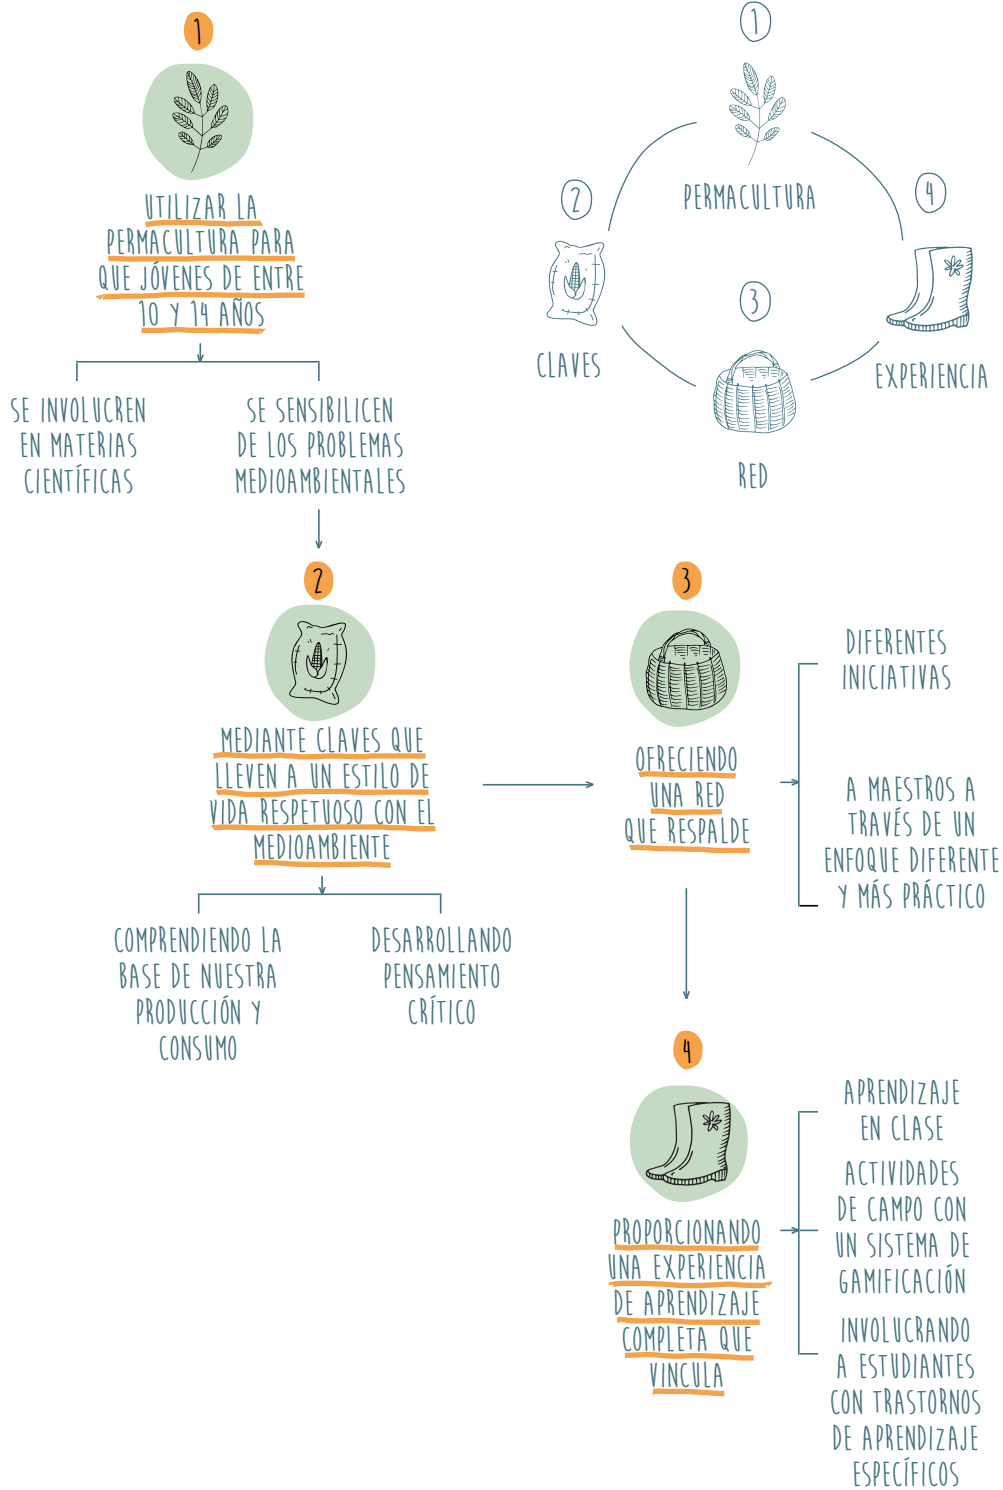 1
UTILIZAR LA
PERMACULTURA PARA
QUE JÓVENES DE ENTRE
10 Y 14 AÑOS
SE INVOLUCREN
EN MATERIAS
CIENTÍFICAS
SE SENSIBILICEN
DE LOS PROBLEMAS
MEDIOAMBIENTALES
1
PERMACULTURA
2
CLAVES
3
RED
4
EXPERIENCIA
2
MEDIANTE CLAVES QUE
LLEVEN A UN ESTILO DE
VIDA RESPETUOSO CON EL
MEDIOAMBIENTE
COMPRENDIENDO LA
BASE DE NUESTRA
PRODUCCIÓN Y
CONSUMO
DESARROLLANDO
PENSAMIENTO
CRÍTICO
3
OFRECIENDO
UNA RED
QUE RESPALDE
DIFERENTES
INICIATIVAS
A MAESTROS A
TRAVÉS DE UN
ENFOQUE DIFERENTE
Y MÁS PRÁCTICO
4
PROPORCIONANDO
UNA EXPERIENCIA
DE APRENDIZAJE
COMPLETA QUE
VINCULA
APRENDIZAJE
EN CLASE
ACTIVIDADES
DE CAMPO CON
UN SISTEMA DE
GAMIFICACIÓN
INVOLUCRANDO
A ESTUDIANTES
CON TRASTORNOS
DE APRENDIZAJE
ESPECÍFICOS